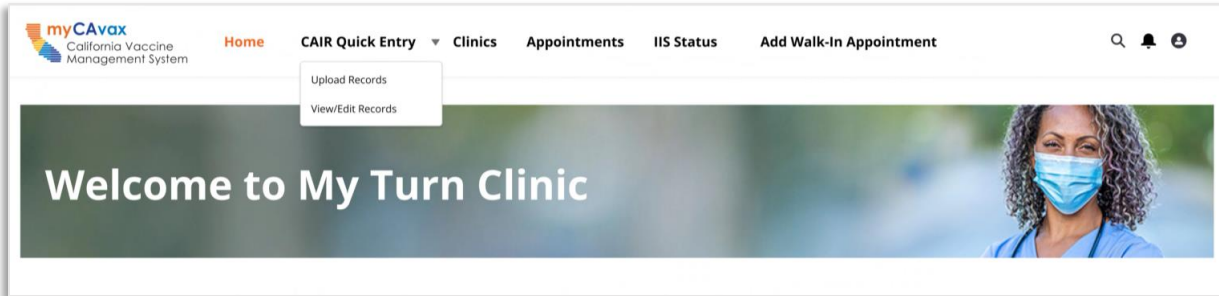 myCAvax
California Vaccine
Management System
Home CAIR Quick Entry Clinics Appointments IIS Status Add Walk-In Appointment
Upload Records
View/Edit Records
Welcome to My Turn Clinic